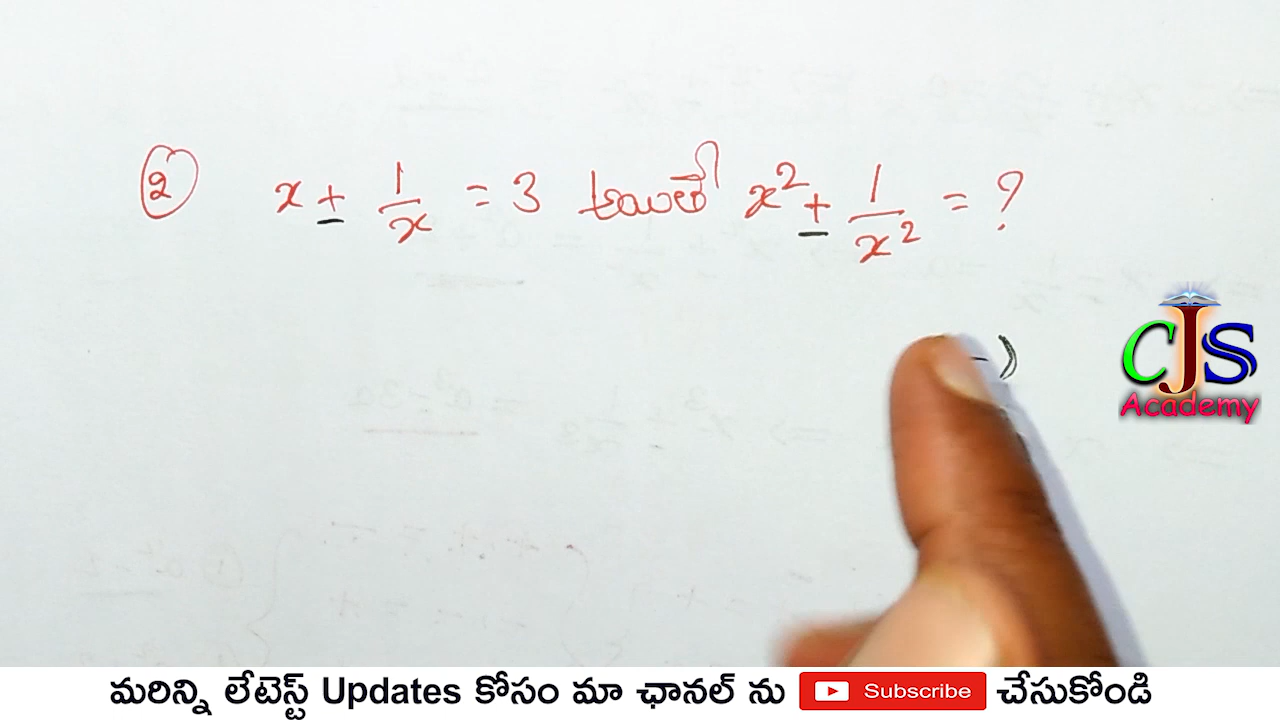 ② x + 1/x = 3 అయితే x² + 1/x² = ?
-)
CJS
Academy
మరిన్ని లేటెస్ట్ Updates కోసం మా ఛానల్ ను Subscribe చేసుకోండి